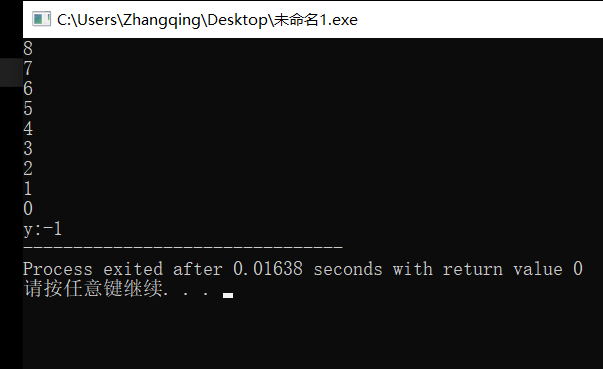 C:\Users\Zhangqing\Desktop\未命名1.exe
8
7
6
5
4
3
2
1
0
y:-1
--------------------------------
Process exited after 0.01638 seconds with return value 0
请按任意键继续. . .